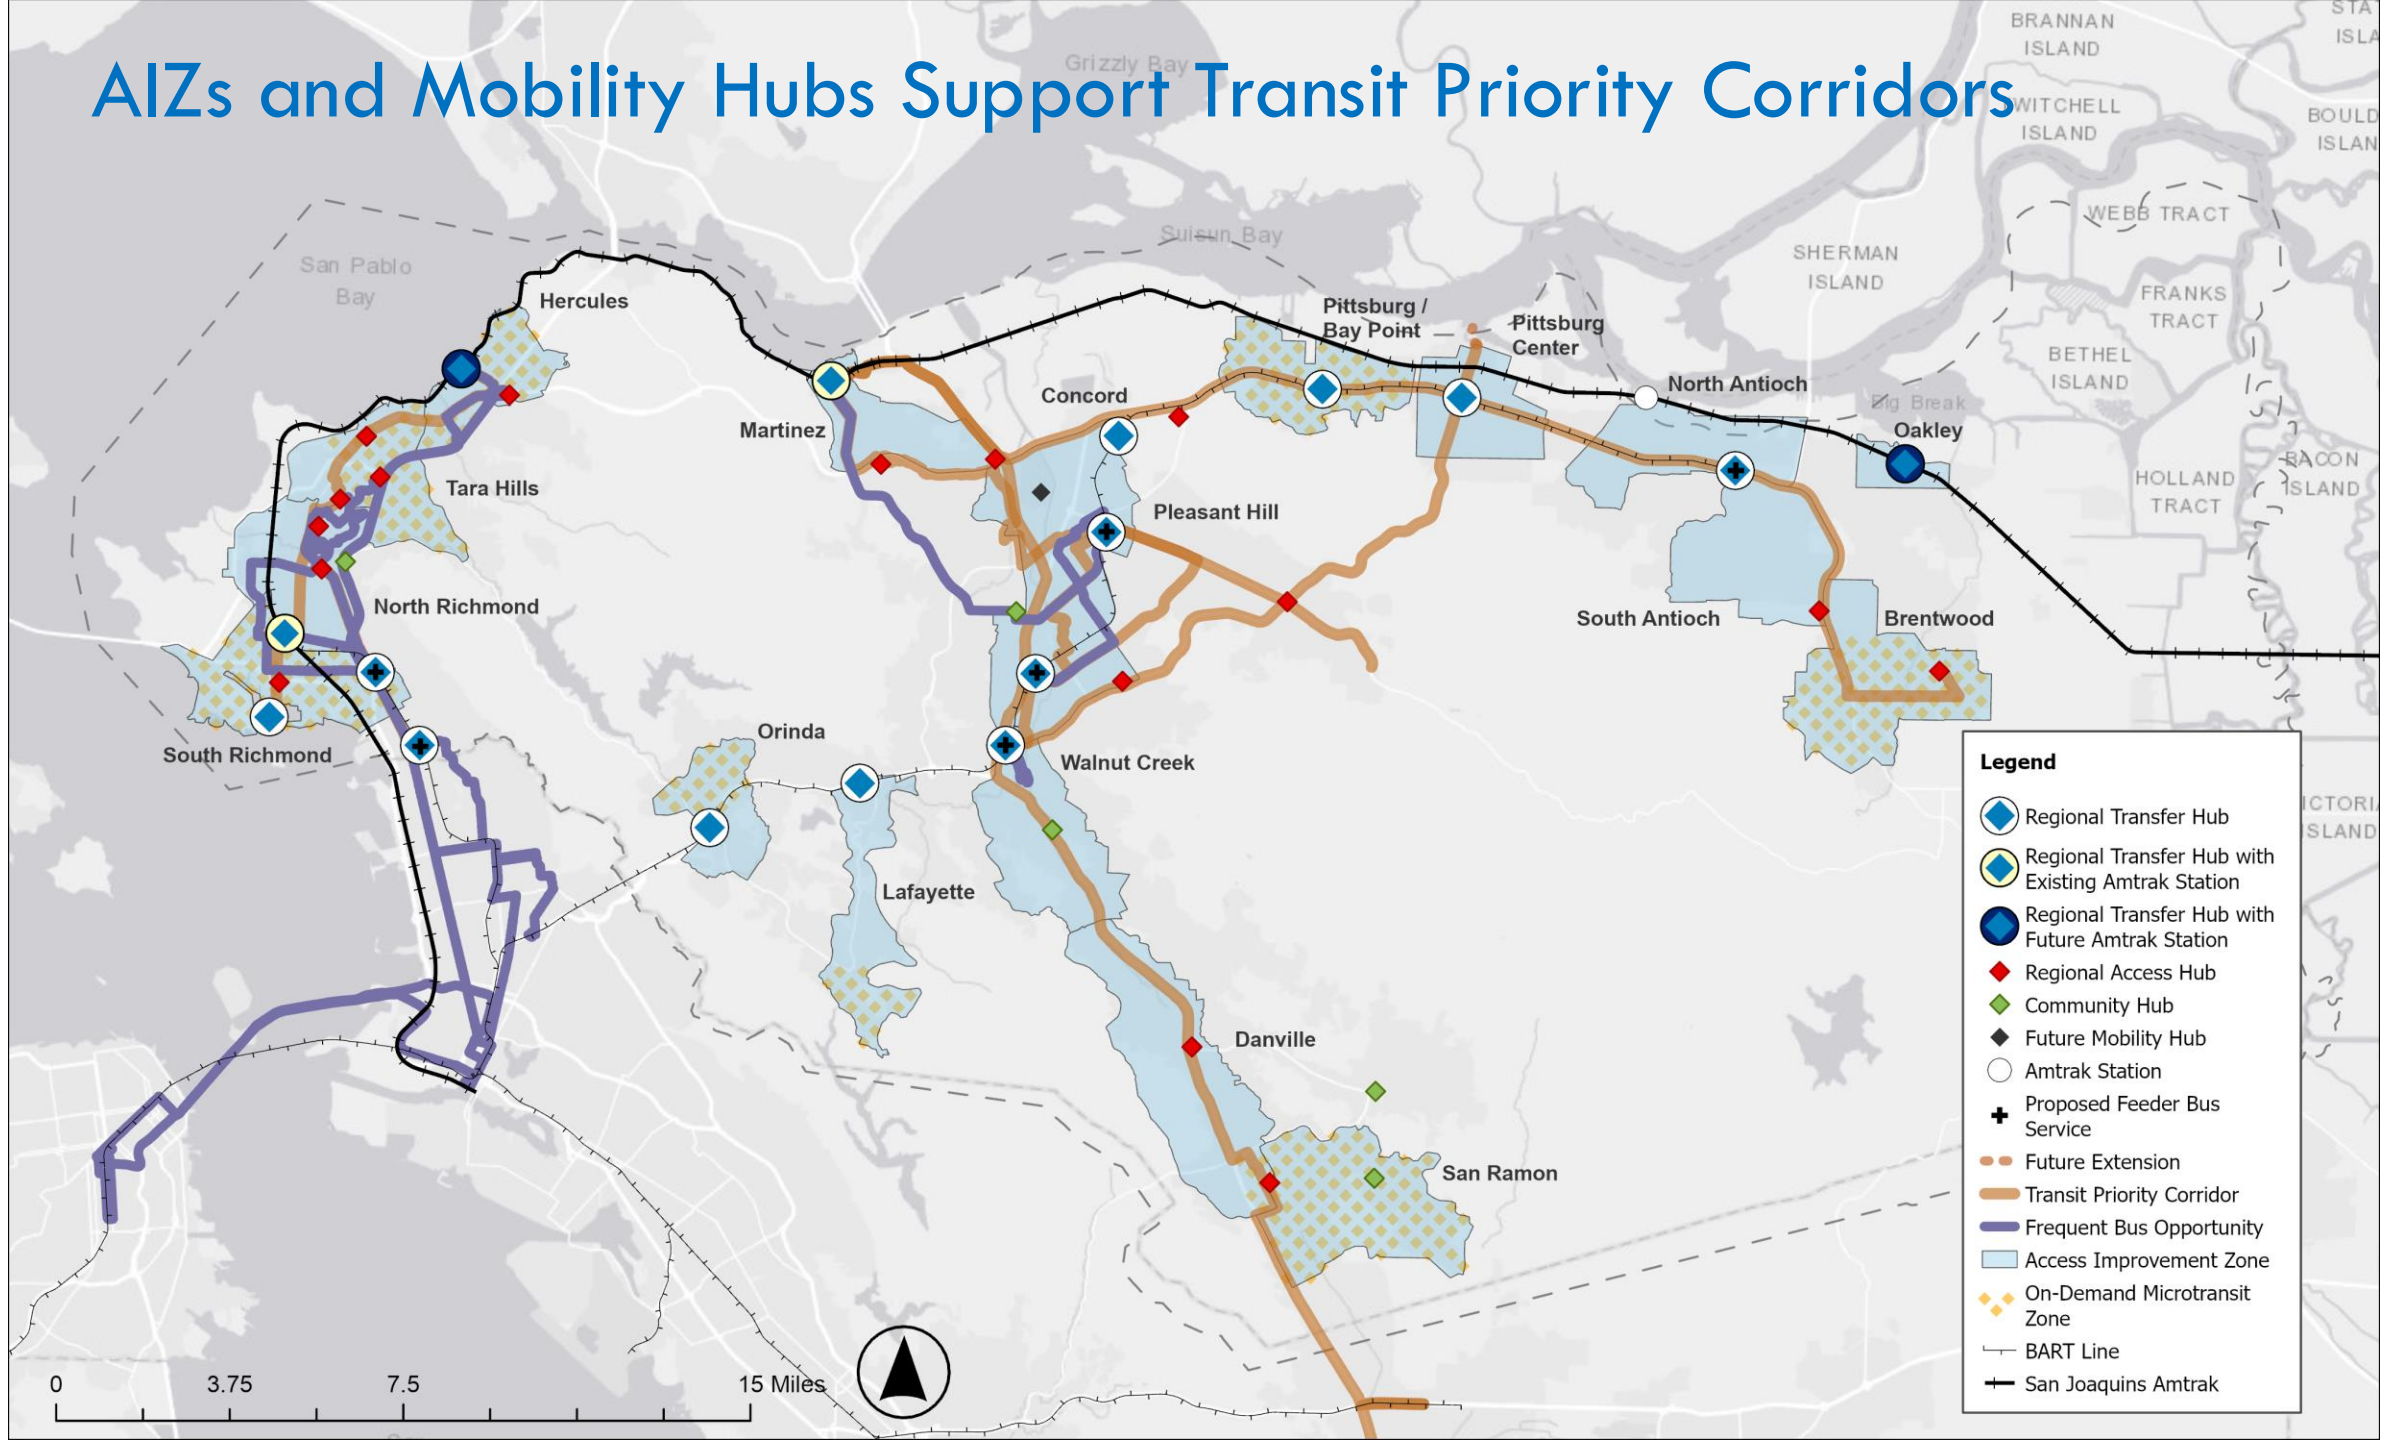 AIZs and Mobility Hubs Support Transit Priority Corridors
BRANNAN
ISLAND
Grizzly Bay
WITCHELL
ISLAND
WEBB TRACT
San Pablo
Bay
Suisun Bay
SHERMAN
ISLAND
FRANKS
TRACT
Hercules
Pittsburg /
Bay Point
Pittsburg
Center
BETHEL
ISLAND
Concord
North Antioch
Big Break
Martinez
Oakley
Tara Hills
BACON
ISLAND
HOLLAND
TRACT
Pleasant Hill
North Richmond
South Antioch
Brentwood
South Richmond
Orinda
Walnut Creek
Lafayette
Danville
San Ramon
Legend
Regional Transfer Hub
Regional Transfer Hub with
Existing Amtrak Station
Regional Transfer Hub with
Future Amtrak Station
Regional Access Hub
Community Hub
Future Mobility Hub
Amtrak Station
Proposed Feeder Bus
Service
Future Extension
Transit Priority Corridor
Frequent Bus Opportunity
Access Improvement Zone
On-Demand Microtransit
Zone
BART Line
San Joaquins Amtrak
0 3.75 7.5 15 Miles